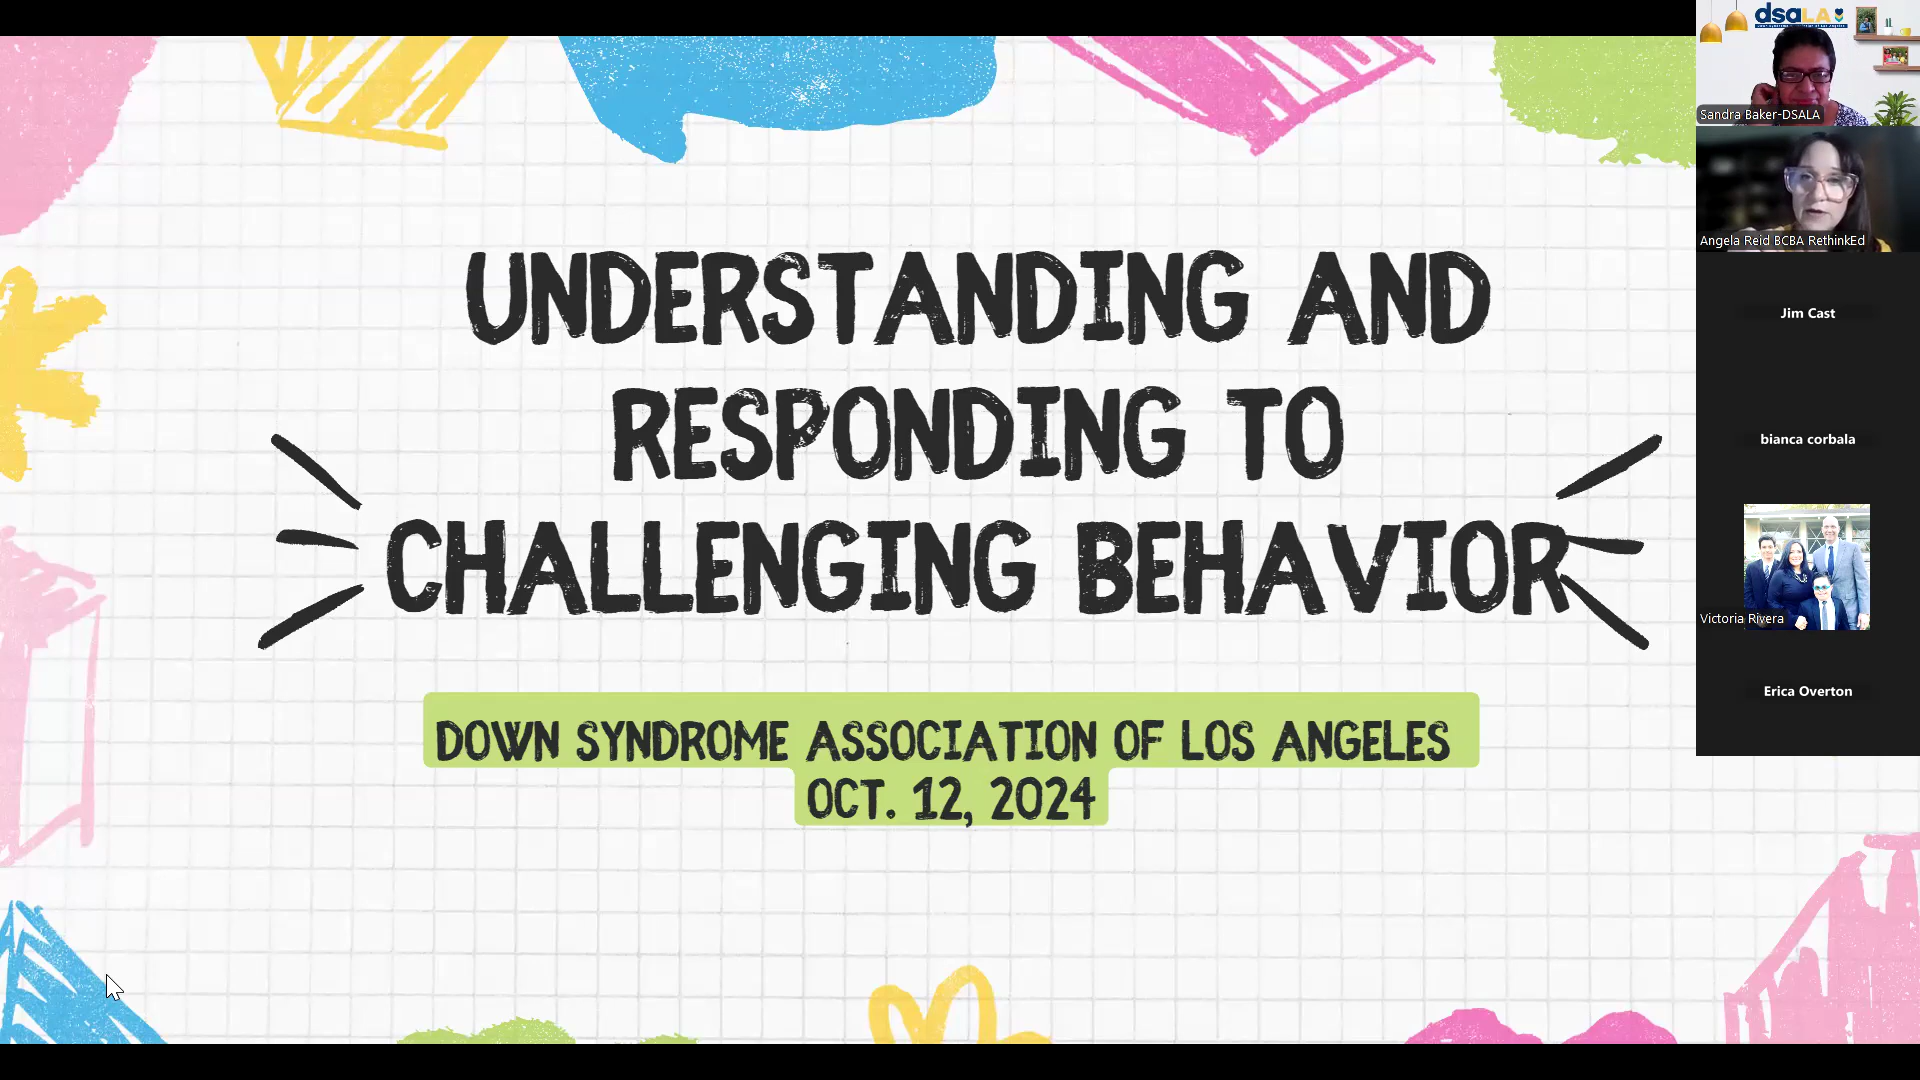 UNDERSTANDING AND
RESPONDING TO
CHALLENGING BEHAVIOR
DOWN SYNDROME ASSOCIATION OF LOS ANGELES
OCT. 12, 2024
dsaLA
Sandra Baker-DSALA
Angela Reid BCBA RethinkEd
Jim Cast
bianca corbala
Victoria Rivera
Erica Overton